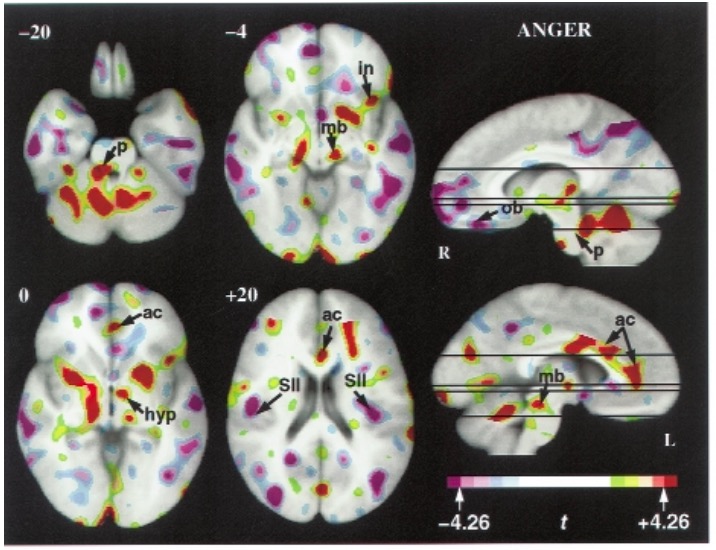 -20
-4
ANGER
in
mb
p
ob
p
R
0
+20
ac
ac
ac
SII
SII
hyp
mb
L
-4.26
t
+4.26